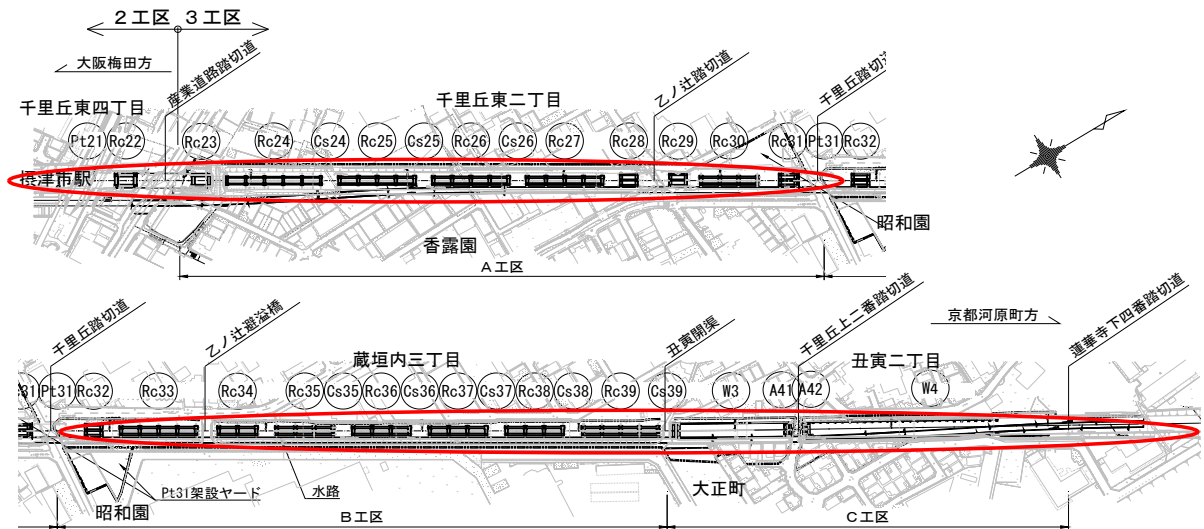 2工区 3工区
大阪梅田方
産業道路踏切道
乙ノ辻踏切道
千里丘踏切道
千里丘東四丁目
千里丘東二丁目
Pt21 Rc22 Rc23 Rc24 Cs24 Rc25 Cs25 Rc26 Cs26 Rc27 Rc28 Rc29 Rc30 Rc31 Pt31 Rc32
摂津市駅
昭和園
香露園
A工区
千里丘踏切道
乙ノ辻避溢橋
丑寅開渠
千里丘上二番踏切道
京都河原町方
蓮華寺下四番踏切道
蔵垣内三丁目
丑寅二丁目
31 Pt31 Rc32 Rc33 Rc34 Rc35 Cs35 Rc36 Cs36 Rc37 Cs37 Rc38 Cs38 Rc39 Cs39 W3 A41 A42 W4
Pt31架設ヤード
水路
大正町
昭和園
B工区
C工区